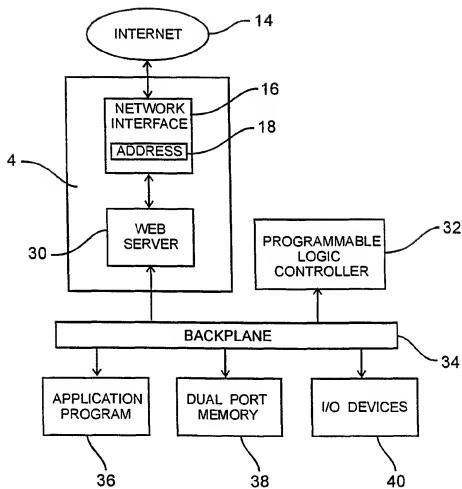 INTERNET
14
NETWORK
INTERFACE
16
ADDRESS
18
4
WEB
SERVER
30
PROGRAMMABLE
LOGIC
CONTROLLER
32
BACKPLANE
34
APPLICATION
PROGRAM
DUAL PORT
MEMORY
I/O DEVICES
36
38
40